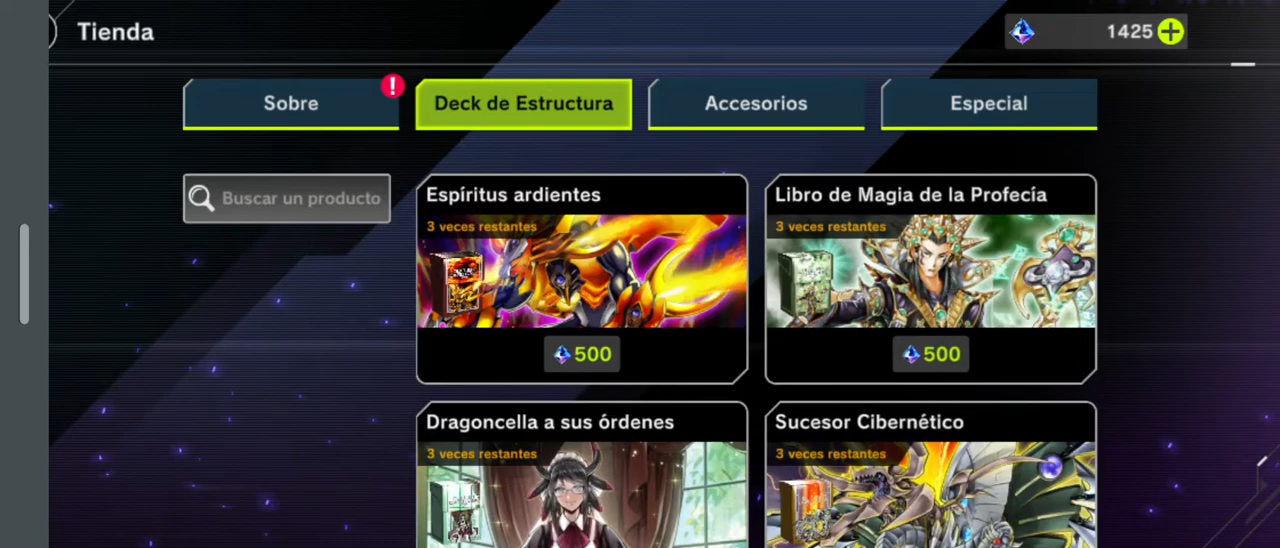 Tienda
1425
Sobre
!
Deck de Estructura
Accesorios
Especial
Buscar un producto
Espíritus ardientes
3 veces restantes
500
Libro de Magia de la Profecía
3 veces restantes
500
Dragoncella a sus órdenes
3 veces restantes
Sucesor Cibernético
3 veces restantes